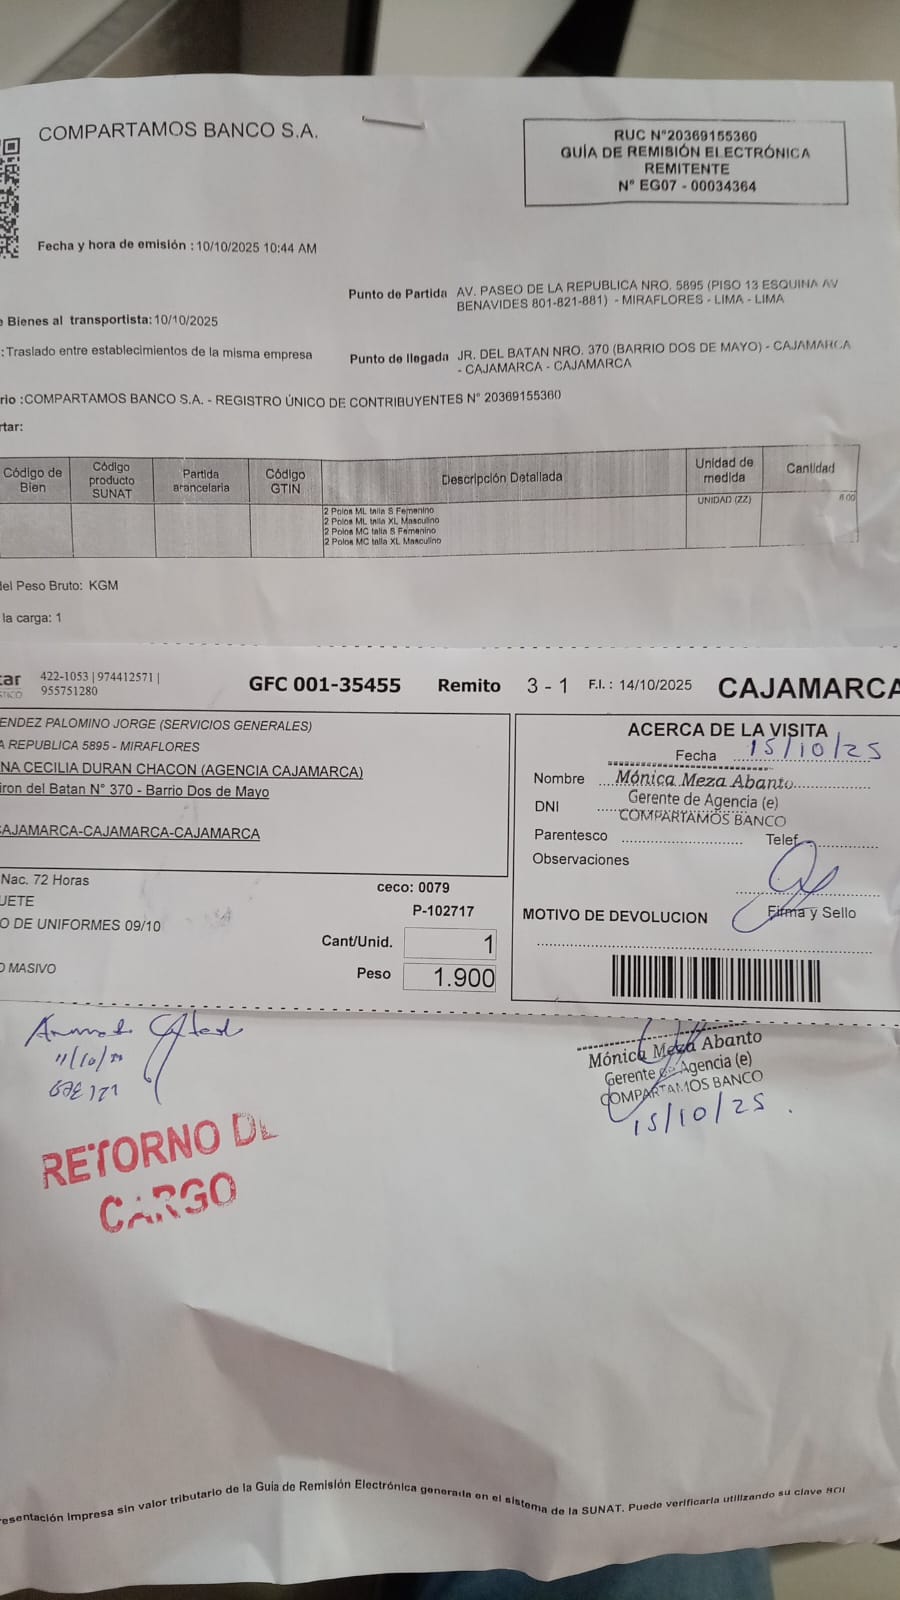 COMPARTAMOS BANCO S.A.
RUC N°20369155360
GUÍA DE REMISIÓN ELECTRÓNICA
REMITENTE
N° EG07 - 00034364
Fecha y hora de emisión : 10/10/2025 10:44 AM
Punto de Partida AV. PASEO DE LA REPUBLICA NRO. 5895 (PISO 13 ESQUINA AV
BENAVIDES 801-821-881) - MIRAFLORES - LIMA - LIMA
e Bienes al transportista: 10/10/2025
: Traslado entre establecimientos de la misma empresa
Punto de llegada JR. DEL BATAN NRO. 370 (BARRIO DOS DE MAYO) - CAJAMARCA
- CAJAMARCA - CAJAMARCA
rio : COMPARTAMOS BANCO S.A. - REGISTRO ÚNICO DE CONTRIBUYENTES N° 20369155360
rtar:
Código de Bien Código producto SUNAT Partida arancelaria Código GTIN Descripción Detallada Unidad de medida Cantidad
2 Polos ML talla S Femenino UNIDAD (ZZ) 8.00
2 Polos ML talla XL Masculino
2 Polos MC talla S Femenino
2 Polos MC talla XL Masculino
del Peso Bruto: KGM
la carga: 1
car 422-1053 | 974412571 |
955751280
GFC 001-35455 Remito 3 - 1 F.I. : 14/10/2025 CAJAMARCA
ENDEZ PALOMINO JORGE (SERVICIOS GENERALES)
A REPUBLICA 5895 - MIRAFLORES
NA CECILIA DURAN CHACON (AGENCIA CAJAMARCA)
iron del Batan N° 370 - Barrio Dos de Mayo
CAJAMARCA-CAJAMARCA-CAJAMARCA
ACERCA DE LA VISITA
Fecha 15/10/25
Nombre Mónica Meza Abanto
Gerente de Agencia (e)
DNI
COMPARTAMOS BANCO
Parentesco Telef.
Observaciones
Firma y Sello
MOTIVO DE DEVOLUCION
Nac. 72 Horas
UETE
O DE UNIFORMES 09/10
O MASIVO
ceco: 0079
P-102717
Cant/Unid. 1
Peso 1.900
Mónica Meza Abanto
Gerente de Agencia (e)
COMPARTAMOS BANCO
15/10/25
RETORNO DE
CARGO
resentación impresa sin valor tributario de la Guía de Remisión Electrónica generada en el sistema de la SUNAT. Puede verificarla utilizando su clave SOL